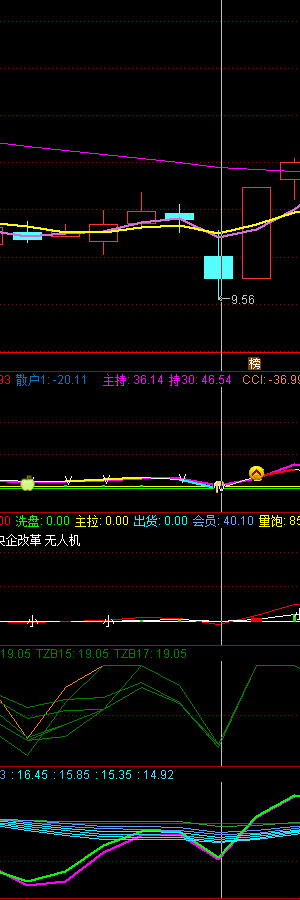 9.56
榜
93 散户1: -20.11 主持: 36.14 持30: 46.54 CCI: -36.99
00 洗盘: 0.00 主拉: 0.00 出货: 0.00 会员: 40.10 量饱: 85
央企改革 无人机
小 小
19.05 TZB15: 19.05 TZB17: 19.05
3 : 16.45 : 15.85 : 15.35 : 14.92